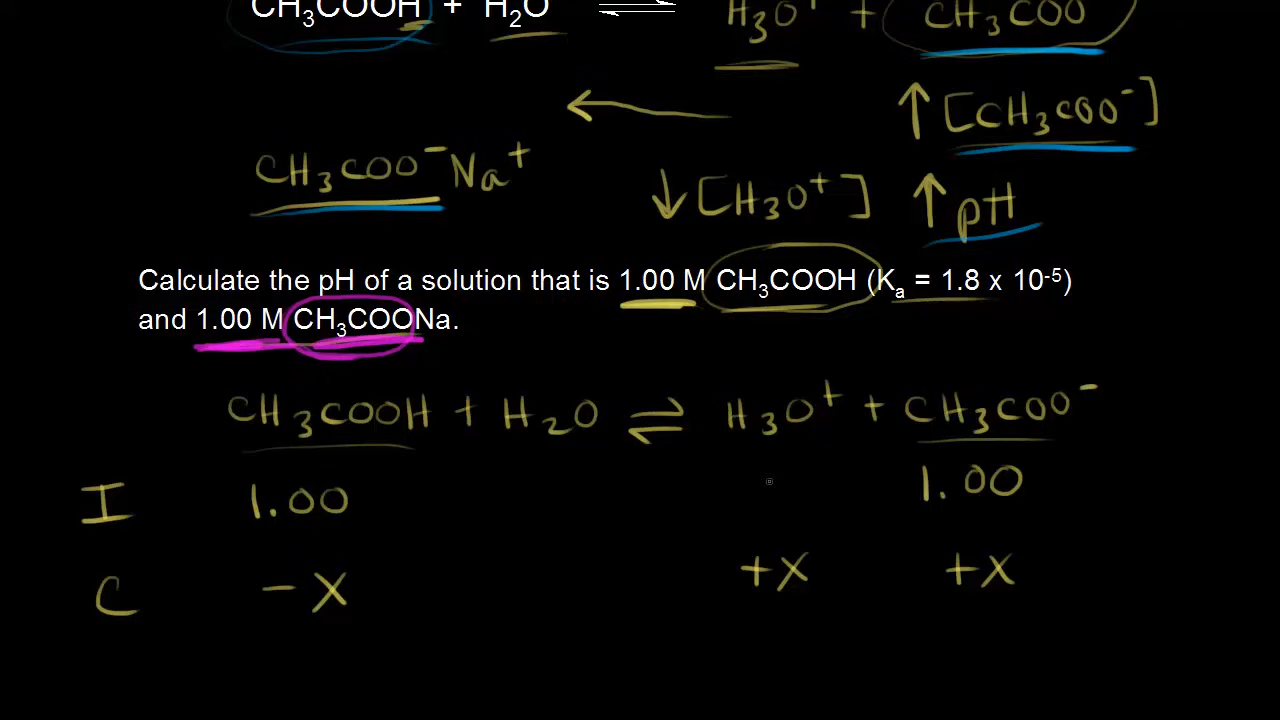 CH₃COOH + H₂O ⇌ H₃O⁺ + CH₃COO
↑ [CH₃COO⁻]
←
CH₃COO⁻Na⁺ ↓ [H₃O⁺] ↑ pH
Calculate the pH of a solution that is 1.00 M CH₃COOH (Kₐ = 1.8 x 10⁻⁵)
and 1.00 M CH₃COONa.
CH₃COOH + H₂O ⇌ H₃O⁺ + CH₃COO⁻
I 1.00 1.00
C -X +X +X